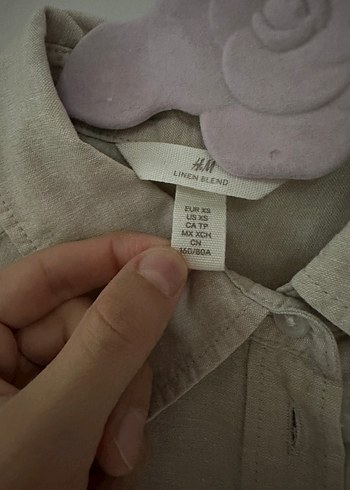 H&M
LINEN BLEND
EUR XS
US XS
CA TP
MX XCH
CN
160/80A